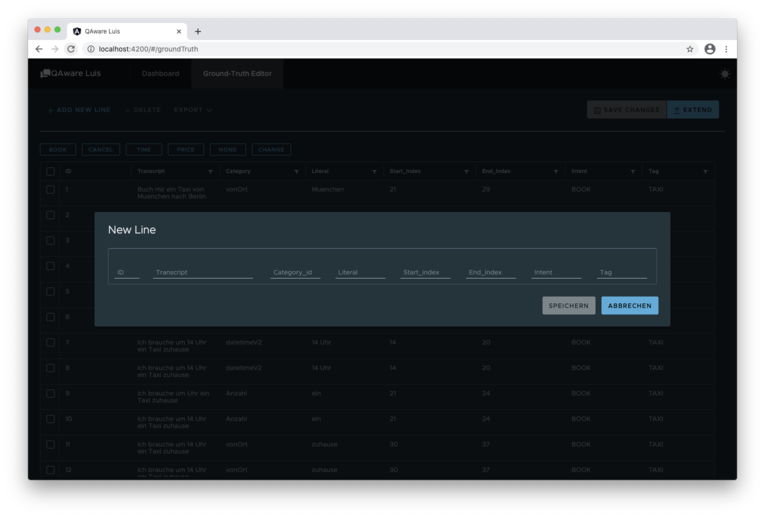 QAware Luis
localhost:4200/#/groundTruth
QAware Luis Dashboard Ground-Truth Editor
+ ADD NEW LINE DELETE EXPORT SAVE CHANGES EXTEND
BOOK CANCEL TIME PRICE NONE CHANGE
ID Transcript Category Literal Start_Index End_Index Intent Tag
1 Buch mir ein Taxi von Muenchen nach Berlin vonOrt Muenchen 21 29 BOOK TAXI
2
3
4
5
6
New Line
ID Transcript Category_id Literal Start_index End_Index Intent Tag
SPEICHERN ABBRECHEN
7 Ich brauche um 14 Uhr ein Taxi zuhause datetimeV2 14 Uhr 14 20 BOOK TAXI
8 Ich brauche um 14 Uhr ein Taxi zuhause datetimeV2 14 Uhr 14 20 BOOK TAXI
9 Ich brauche um Uhr ein Taxi zuhause Anzahl ein 21 24 BOOK TAXI
10 Ich brauche um 14 Uhr ein Taxi zuhause Anzahl ein 21 24 BOOK TAXI
11 Ich brauche um 14 Uhr ein Taxi zuhause vonOrt zuhause 30 37 BOOK TAXI
12 Ich brauche um 14 Uhr ein Taxi zuhause vonOrt zuhause 30 37 BOOK TAXI